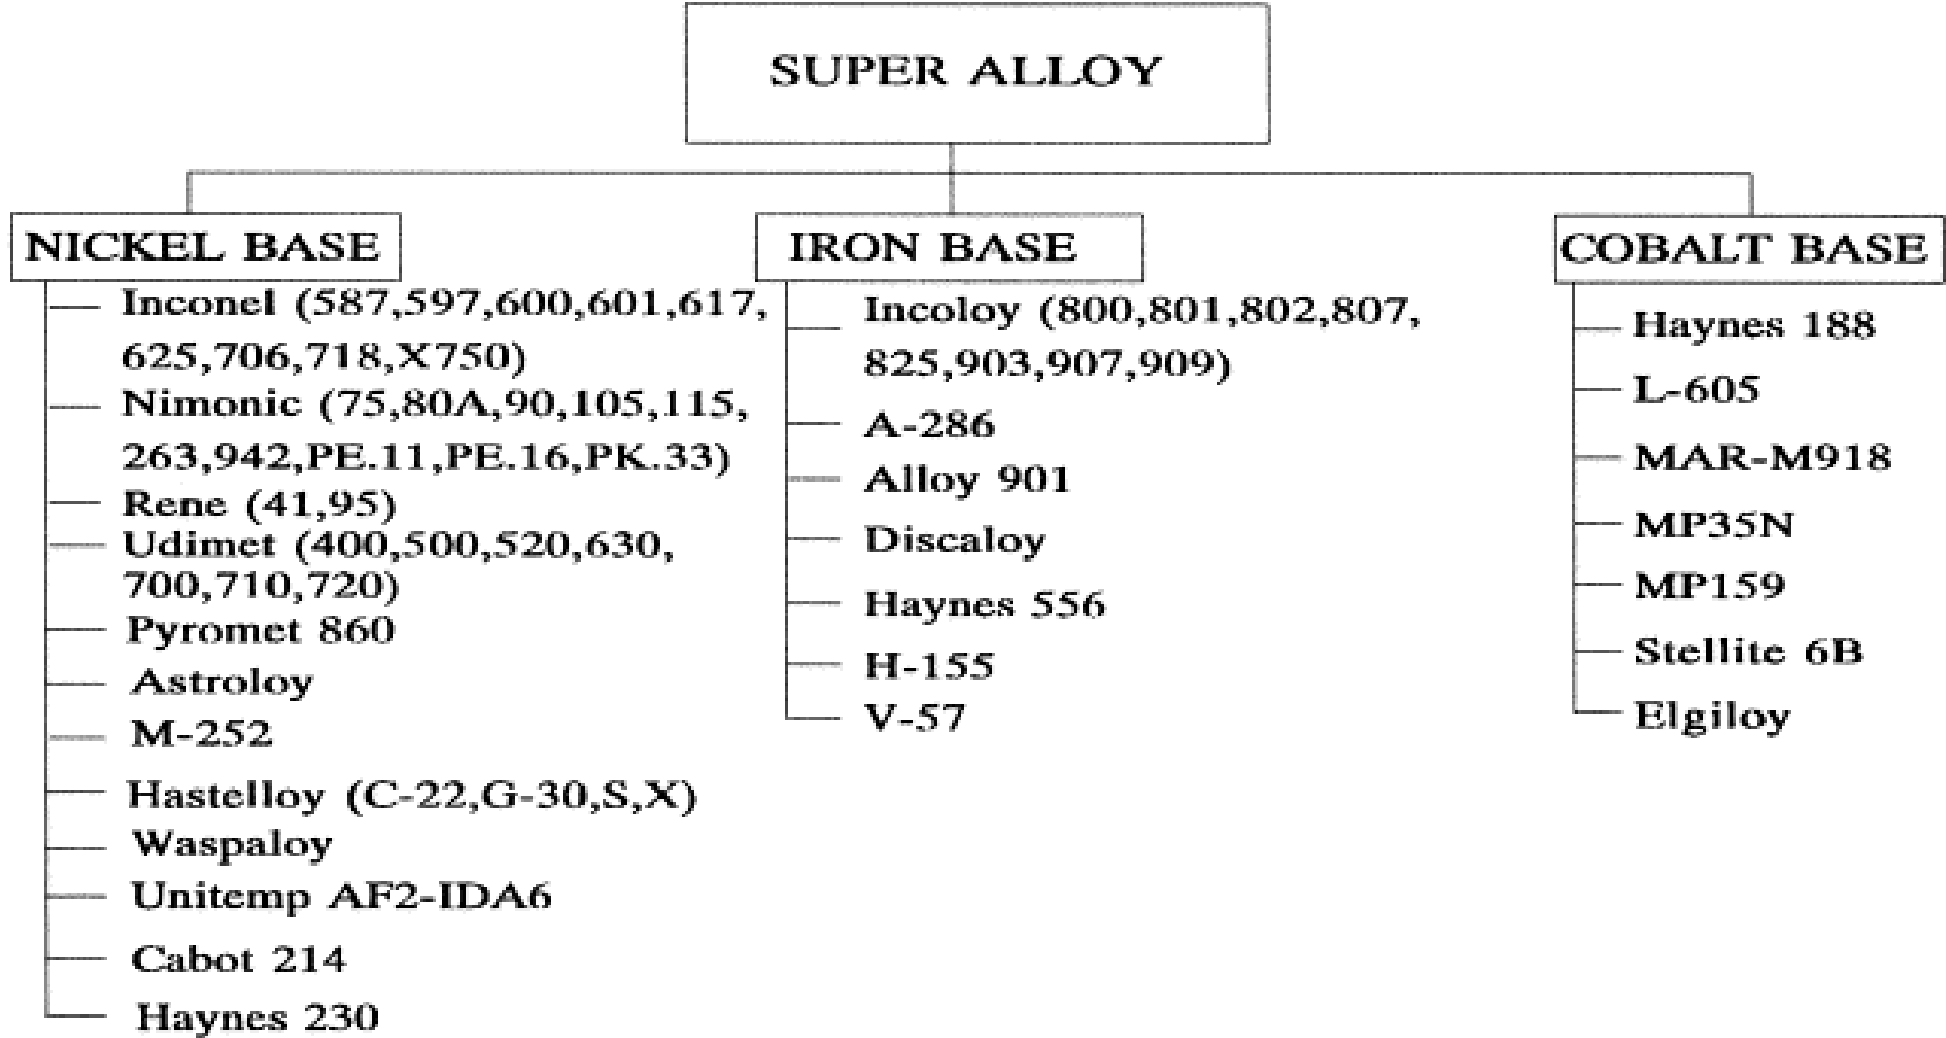 SUPER ALLOY
NICKEL BASE
Inconel (587,597,600,601,617,
625,706,718,X750)
Nimonic (75,80A,90,105,115,
263,942,PE.11,PE.16,PK.33)
Rene (41,95)
Udimet (400,500,520,630,
700,710,720)
Pyromet 860
Astroloy
M-252
Hastelloy (C-22,G-30,S,X)
Waspaloy
Unitemp AF2-IDA6
Cabot 214
Haynes 230
IRON BASE
Incoloy (800,801,802,807,
825,903,907,909)
A-286
Alloy 901
Discaloy
Haynes 556
H-155
V-57
COBALT BASE
Haynes 188
L-605
MAR-M918
MP35N
MP159
Stellite 6B
Elgiloy